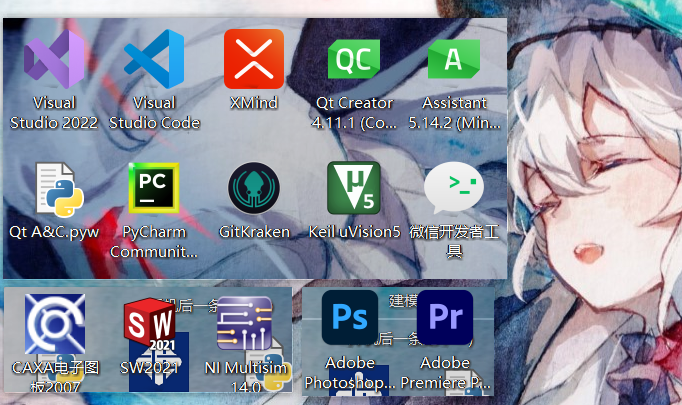 Visual
Studio 2022
Visual
Studio Code
XMind
QC
Qt Creator
4.11.1 (Co...
A
Assistant
5.14.2 (Min...
Qt A&C.pyw
PC
PyCharm
Communit...
GitKraken
μV
5
Keil uVision5
微信开发者工
具
后一条
建模
后一条
CAXA电子图
板2007
SW
2021
SW2021
NI Multisim
14.0
Ps
Adobe
Photoshop...
Pr
Adobe
Premiere P...